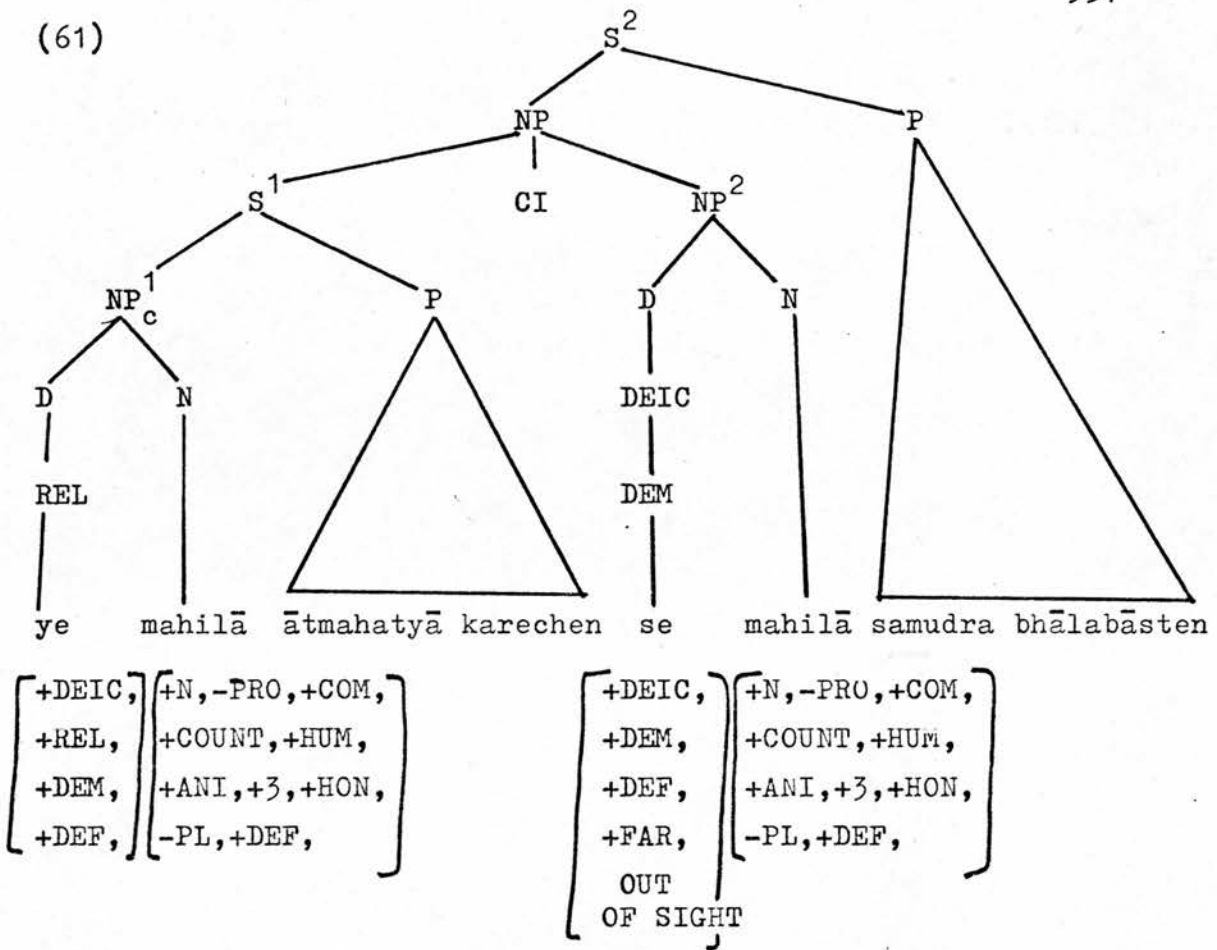 (61)
S²
NP P
S¹ CI NP²
NP¹c P D N
D N DEIC
REL DEM
ye mahilā ātmahatyā karechen se mahilā samudra bhālabāsten
[+DEIC, [+N,-PRO,+COM, [+DEIC, [+N,-PRO,+COM,
+REL, +COUNT,+HUM, +DEM, +COUNT,+HUM,
+DEM, +ANI,+3,+HON, +DEF, +ANI,+3,+HON,
+DEF,] -PL,+DEF,] +FAR, -PL,+DEF,]
OUT
OF SIGHT]